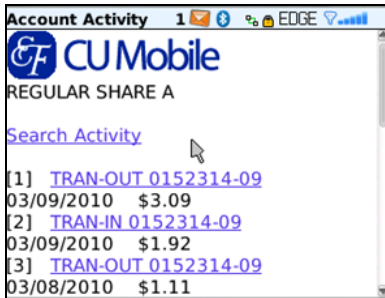 Account Activity 1 EDGE
EF CU Mobile
REGULAR SHARE A
Search Activity
[1] TRAN-OUT 0152314-09
03/09/2010 $3.09
[2] TRAN-IN 0152314-09
03/09/2010 $1.92
[3] TRAN-OUT 0152314-09
03/08/2010 $1.11